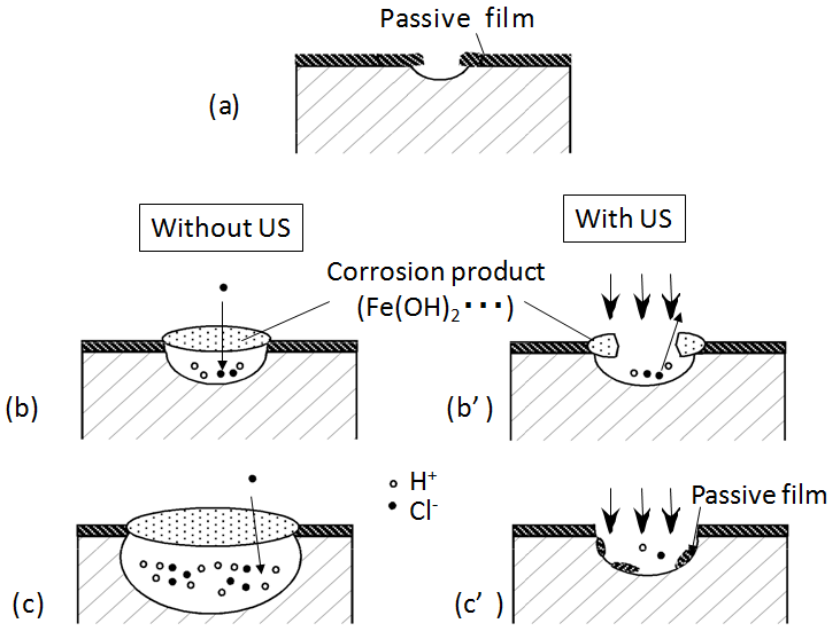 Passive film
(a)
Without US
With US
Corrosion product
(Fe(OH)₂ ･･･)
(b)
(b’ )
H⁺
Cl⁻
Passive film
(c)
(c’ )